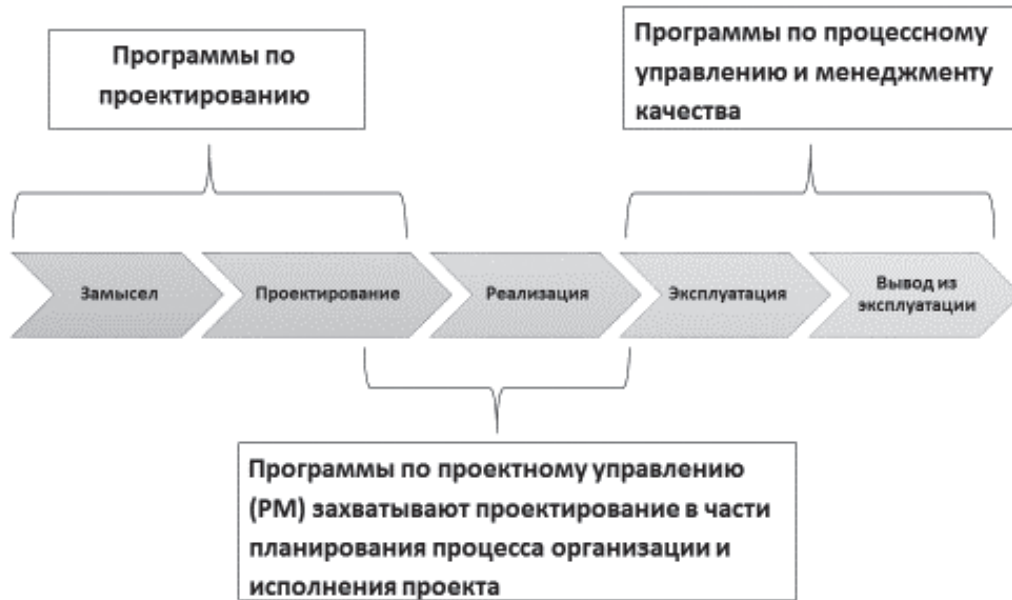 Программы по
проектированию
Программы по процессному
управлению и менеджменту
качества
Замысел
Проектирование
Реализация
Эксплуатация
Вывод из
эксплуатации
Программы по проектному управлению
(PM) захватывают проектирование в части
планирования процесса организации и
исполнения проекта